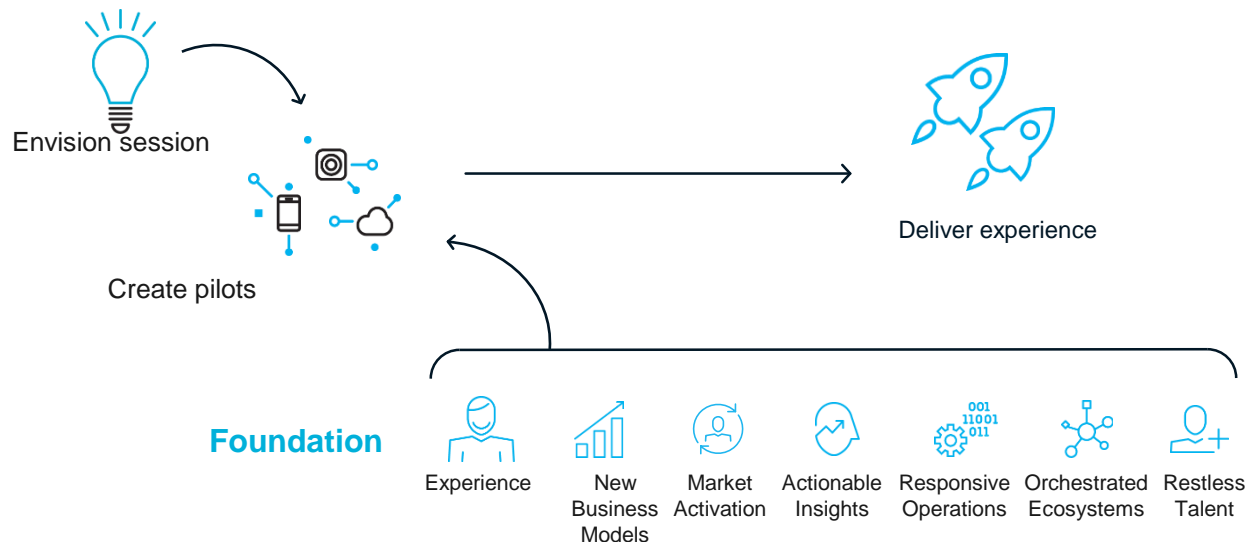 Envision session
Create pilots
Deliver experience
Foundation
001
11001
011
Experience
New
Business
Models
Market
Activation
Actionable
Insights
Responsive
Operations
Orchestrated
Ecosystems
Restless
Talent